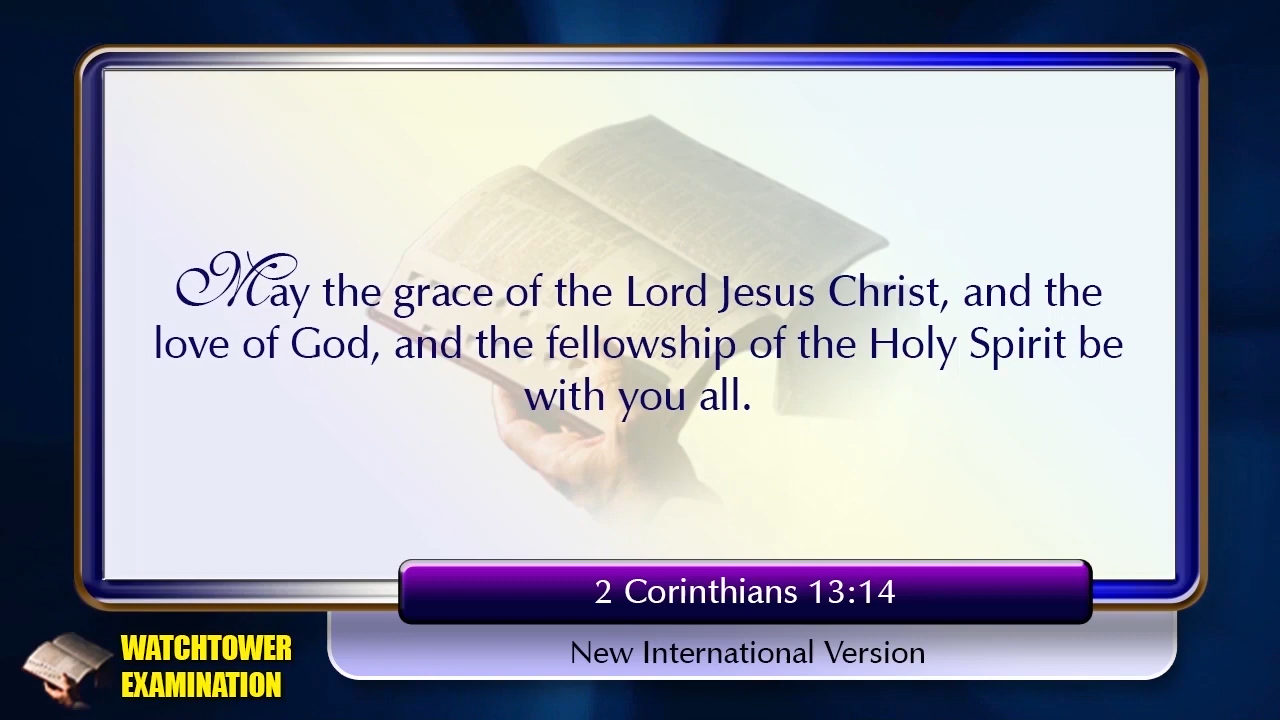 May the grace of the Lord Jesus Christ, and the
love of God, and the fellowship of the Holy Spirit be
with you all.
2 Corinthians 13:14
New International Version
WATCHTOWER
EXAMINATION